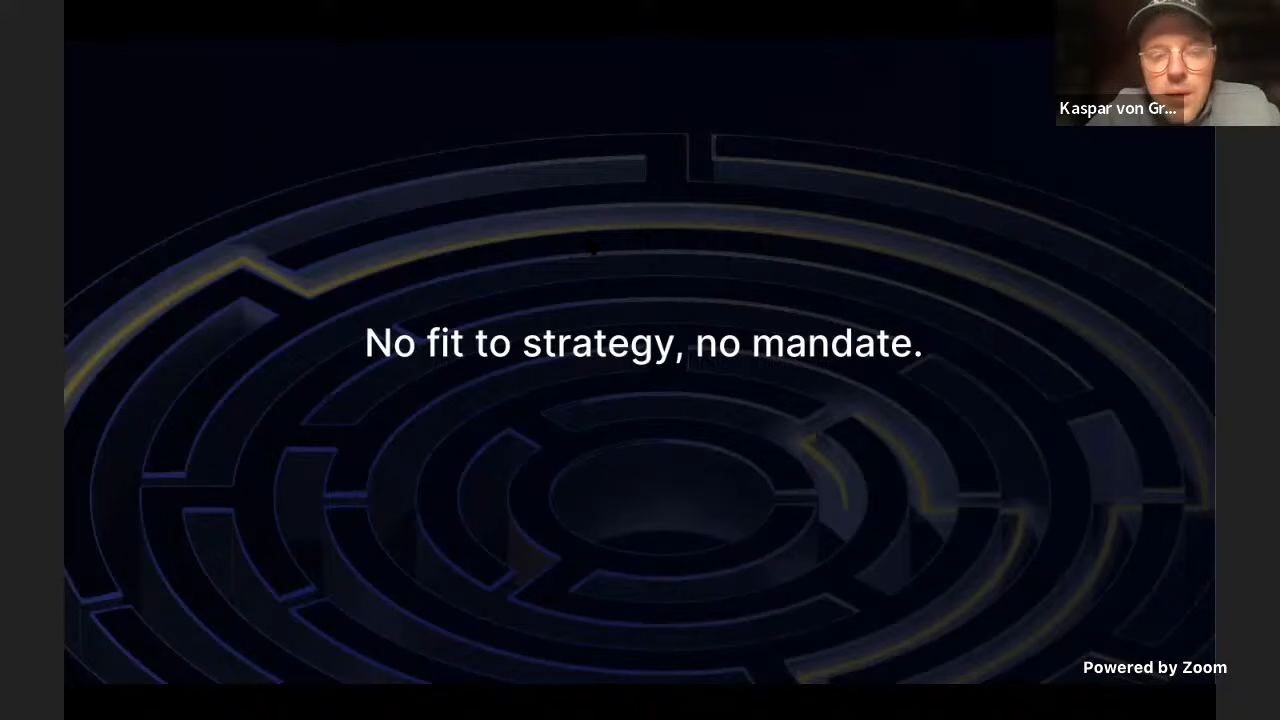 Kaspar von Gr...
No fit to strategy, no mandate.
Powered by Zoom